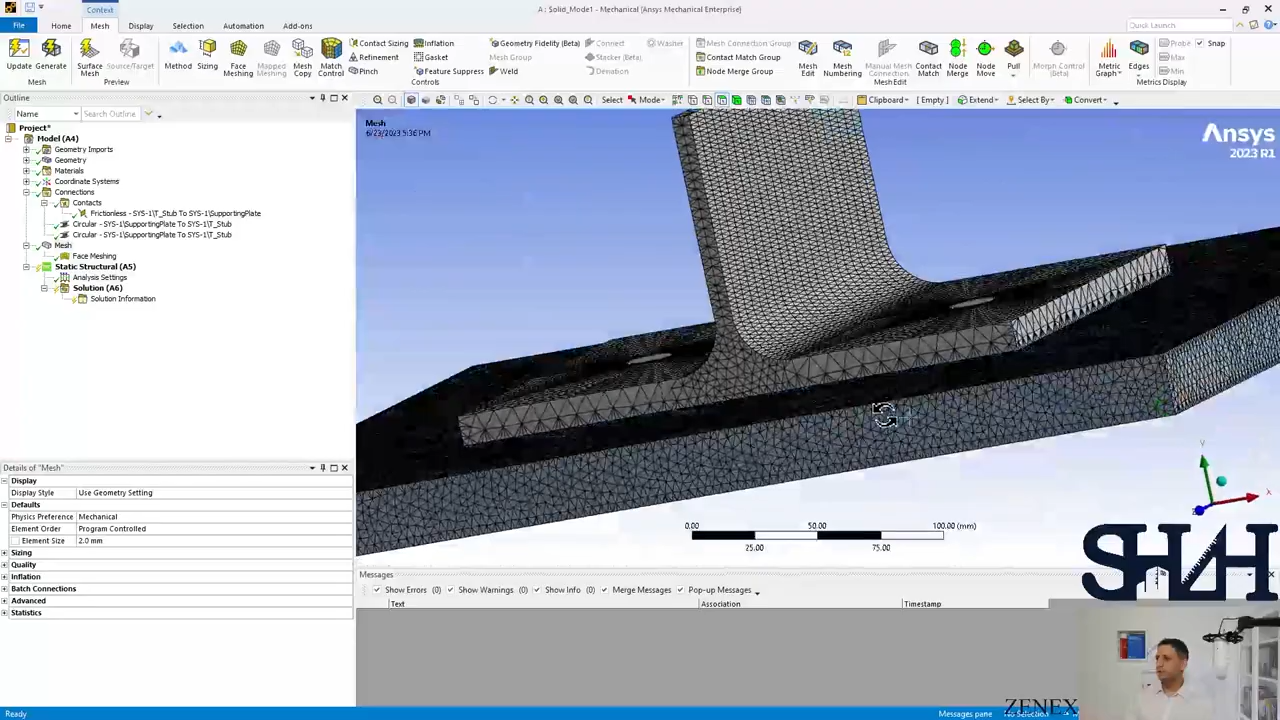 Context
A : Solid_Mode1 - Mechanical [Ansys Mechanical Enterprise]
File Home Mesh Display Selection Automation Add-ons
Quick Launch
Update Generate Surface Mesh Source/Target Method Sizing Face Meshing Mapped Meshing Mesh Copy Match Control
Contact Sizing Inflation Geometry Fidelity (Beta) Connect Washer Mesh Connection Group
Refinement Gasket Mesh Group Stacker (Beta) Contact Match Group
Pinch Feature Suppress Weld Deviation Node Merge Group
Mesh Edit Mesh Numbering Manual Mesh Connection Contact Match Node Merge Node Move Pull Morph Control (Beta) Metric Graph Edges
Probe Snap
Max
Min
Mesh Preview Controls Mesh Edit Metrics Display
Outline
Select Mode Clipboard [ Empty ] Extend Select By Convert
Name Search Outline
Project*
Model (A4)
Geometry Imports
Geometry
Materials
Coordinate Systems
Connections
Contacts
Frictionless - SYS-1\T_Stub To SYS-1\SupportingPlate
Circular - SYS-1\SupportingPlate To SYS-1\T_Stub
Circular - SYS-1\SupportingPlate To SYS-1\T_Stub
Mesh
Face Meshing
Static Structural (A5)
Analysis Settings
Solution (A6)
Solution Information
Mesh
6/23/2023 5:36 PM
Ansys
2023 R1
Details of "Mesh"
Display
Display Style Use Geometry Setting
Defaults
Physics Preference Mechanical
Element Order Program Controlled
Element Size 2.0 mm
Sizing
Quality
Inflation
Batch Connections
Advanced
Statistics
Y
X
Z
0.00 50.00 100.00 (mm)
25.00 75.00
Messages
Show Errors (0) Show Warnings (0) Show Info (0) Merge Messages Pop-up Messages
Text Association Timestamp
ZENEX
Ready
Messages pane No Selection